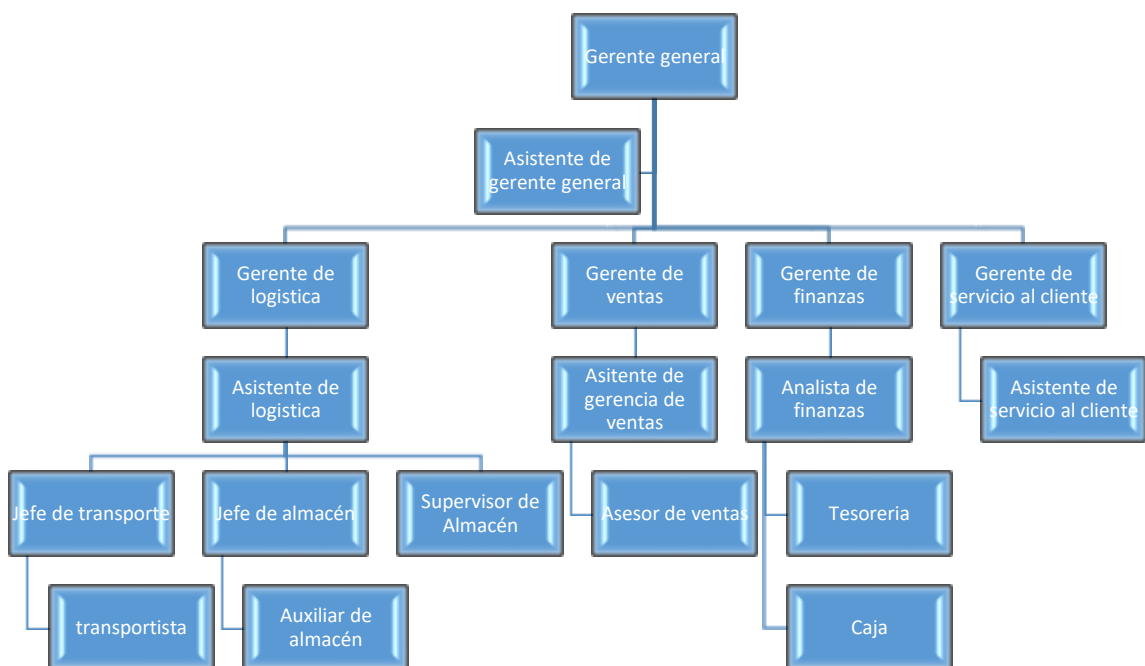 Gerente general
Asistente de
gerente general
Gerente de
logistica
Gerente de
ventas
Gerente de
finanzas
Gerente de
servicio al cliente
Asistente de
logistica
Asitente de
gerencia de
ventas
Analista de
finanzas
Asistente de
servicio al cliente
Jefe de transporte
Jefe de almacén
Supervisor de
Almacén
Asesor de ventas
Tesoreria
transportista
Auxiliar de
almacén
Caja